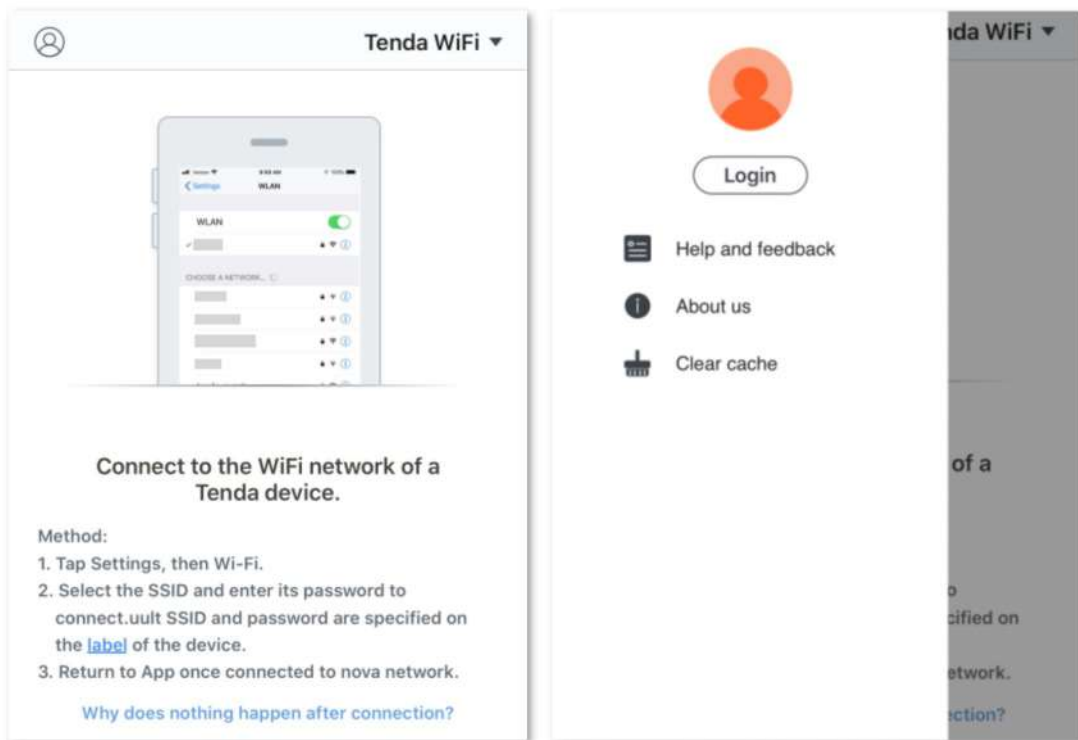 Tenda WiFi
Settings
WLAN
WLAN
CHOOSE A NETWORK...
Connect to the WiFi network of a
Tenda device.
Method:
1. Tap Settings, then Wi-Fi.
2. Select the SSID and enter its password to
connect.uult SSID and password are specified on
the label of the device.
3. Return to App once connected to nova network.
Why does nothing happen after connection?
nda WiFi
Login
Help and feedback
About us
Clear cache
of a
o
cified on
etwork.
ection?